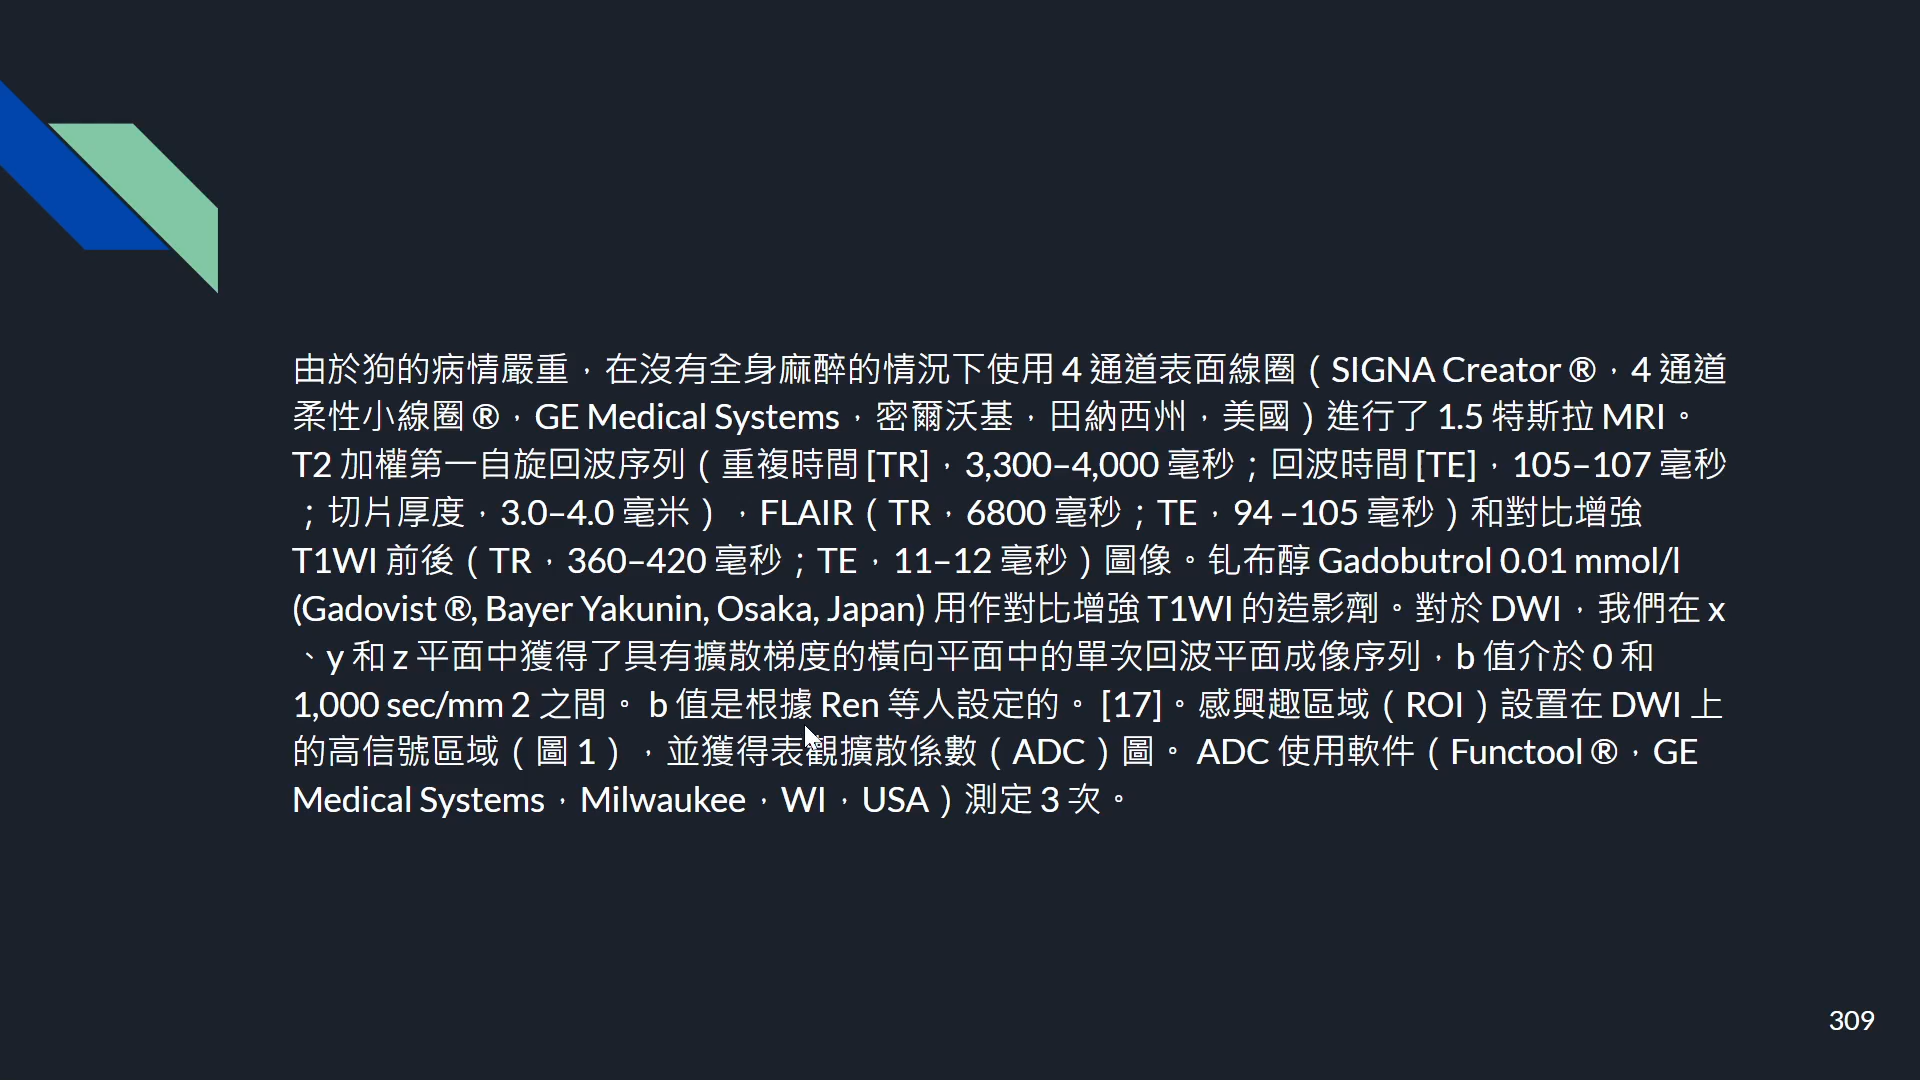 由於狗的病情嚴重，在沒有全身麻醉的情況下使用 4 通道表面線圈（SIGNA Creator ®，4 通道
柔性小線圈 ®，GE Medical Systems，密爾沃基，田納西州，美國）進行了 1.5 特斯拉 MRI。
T2 加權第一自旋回波序列（重複時間 [TR]，3,300–4,000 毫秒；回波時間 [TE]，105–107 毫秒
；切片厚度，3.0–4.0 毫米），FLAIR（TR，6800 毫秒；TE，94 –105 毫秒）和對比增強
T1WI 前後（TR，360–420 毫秒；TE，11–12 毫秒）圖像。钆布醇 Gadobutrol 0.01 mmol/l
(Gadovist ®, Bayer Yakunin, Osaka, Japan) 用作對比增強 T1WI 的造影劑。對於 DWI，我們在 x
、y 和 z 平面中獲得了具有擴散梯度的橫向平面中的單次回波平面成像序列，b 值介於 0 和
1,000 sec/mm 2 之間。 b 值是根據 Ren 等人設定的。 [17]。感興趣區域（ROI）設置在 DWI 上
的高信號區域（圖 1），並獲得表觀擴散係數（ADC）圖。 ADC 使用軟件（Functool ®，GE
Medical Systems，Milwaukee，WI，USA）測定 3 次。
309